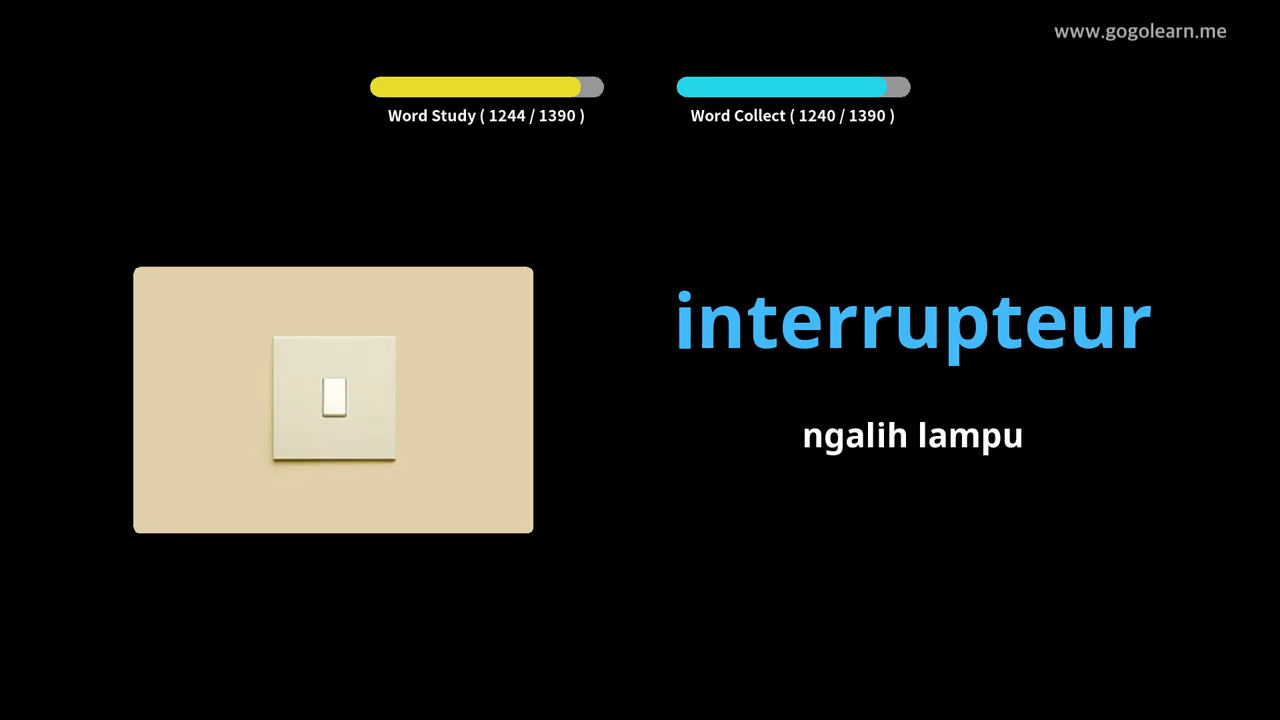 www.gogolearn.me
Word Study ( 1244 / 1390 )
Word Collect ( 1240 / 1390 )
interrupteur
ngalih lampu